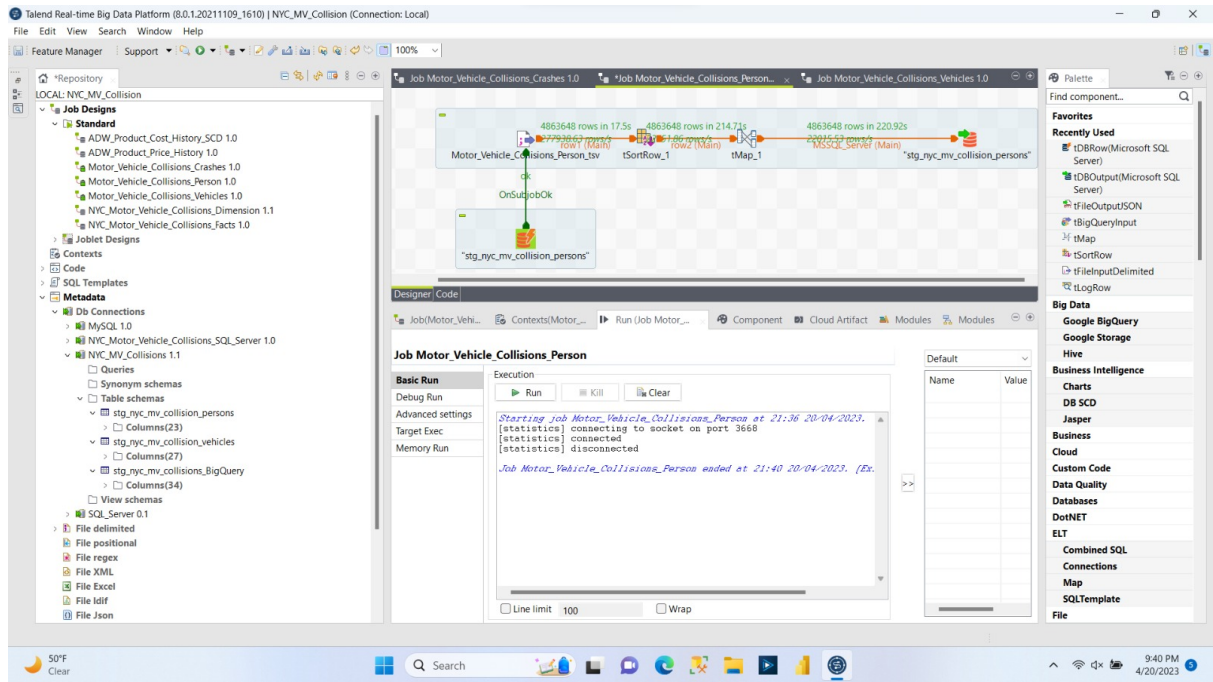 Talend Real-time Big Data Platform (8.0.1.20211109_1610) | NYC_MV_Collision (Connection: Local)
File Edit View Search Window Help
Feature Manager Support 100%
*Repository
LOCAL: NYC_MV_Collision
Job Designs
Standard
ADW_Product_Cost_History_SCD 1.0
ADW_Product_Price_History 1.0
Motor_Vehicle_Collisions_Crashes 1.0
Motor_Vehicle_Collisions_Person 1.0
Motor_Vehicle_Collisions_Vehicles 1.0
NYC_Motor_Vehicle_Collisions_Dimension 1.1
NYC_Motor_Vehicle_Collisions_Facts 1.0
Joblet Designs
Contexts
Code
SQL Templates
Metadata
Db Connections
MySQL 1.0
NYC_Motor_Vehicle_Collisions_SQL_Server 1.0
NYC_MV_Collisions 1.1
Queries
Synonym schemas
Table schemas
stg_nyc_mv_collision_persons
Columns(23)
stg_nyc_mv_collision_vehicles
Columns(27)
stg_nyc_mv_collisions_BigQuery
Columns(34)
View schemas
SQL_Server 0.1
File delimited
File positional
File regex
File XML
File Excel
File ldif
File Json
Job Motor_Vehicle_Collisions_Crashes 1.0 *Job Motor_Vehicle_Collisions_Person... Job Motor_Vehicle_Collisions_Vehicles 1.0
4863648 rows in 17.5s 4863648 rows in 214.71s 4863648 rows in 220.92s
277938.63 rows/s 22015.53 rows/s
row1 (Main) row2 (Main) MSSQL_Server (Main)
Motor_Vehicle_Collisions_Person_tsv tSortRow_1 tMap_1 "stg_nyc_mv_collision_persons"
ok
OnSubjobOk
"stg_nyc_mv_collision_persons"
Designer Code
Job(Motor_Vehi... Contexts(Motor_... Run (Job Motor_... Component Cloud Artifact Modules Modules
Job Motor_Vehicle_Collisions_Person
Basic Run
Debug Run
Advanced settings
Target Exec
Memory Run
Execution
Run Kill Clear
Starting job Motor_Vehicle_Collisions_Person at 21:36 20/04/2023.
[statistics] connecting to socket on port 3668
[statistics] connected
[statistics] disconnected
Job Motor_Vehicle_Collisions_Person ended at 21:40 20/04/2023. [Ex.
Line limit 100 Wrap
>>
Default
Name Value
Palette
Find component...
Favorites
Recently Used
tDBRow(Microsoft SQL
Server)
tDBOutput(Microsoft SQL
Server)
tFileOutputJSON
tBigQueryInput
tMap
tSortRow
tFileInputDelimited
tLogRow
Big Data
Google BigQuery
Google Storage
Hive
Business Intelligence
Charts
DB SCD
Jasper
Business
Cloud
Custom Code
Data Quality
Databases
DotNET
ELT
Combined SQL
Connections
Map
SQLTemplate
File
50°F
Clear
Search
9:40 PM
4/20/2023
5